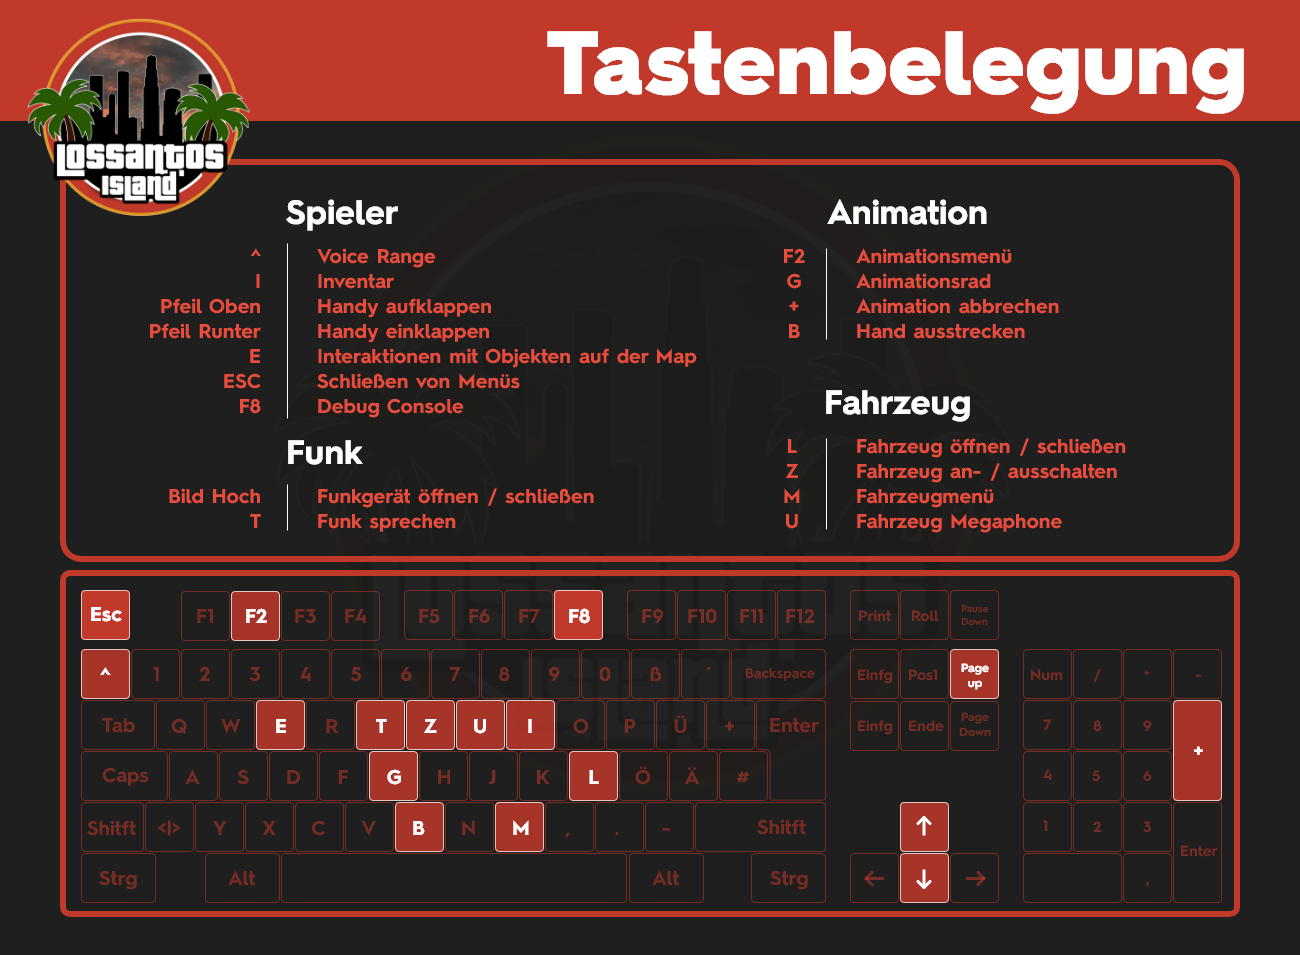 Tastenbelegung
LOSSANTOS
ISLAND
Spieler
^ Voice Range
I Inventar
Pfeil Oben Handy aufklappen
Pfeil Runter Handy einklappen
E Interaktionen mit Objekten auf der Map
ESC Schließen von Menüs
F8 Debug Console
Funk
Bild Hoch Funkgerät öffnen / schließen
T Funk sprechen
Animation
F2 Animationsmenü
G Animationsrad
+ Animation abbrechen
B Hand ausstrecken
Fahrzeug
L Fahrzeug öffnen / schließen
Z Fahrzeug an- / ausschalten
M Fahrzeugmenü
U Fahrzeug Megaphone
Esc F1 F2 F3 F4 F5 F6 F7 F8 F9 F10 F11 F12 Print Roll Pause
Down
^ 1 2 3 4 5 6 7 8 9 0 ß ´ Backspace Einfg Pos1 Page
up
Num / * -
Tab Q W E R T Z U I O P Ü + Enter Einfg Ende Page
Down
7 8 9 +
Caps A S D F G H J K L Ö Ä # 4 5 6
Shitft <|> Y X C V B N M , . - Shitft ↑ 1 2 3 Enter
Strg Alt Alt Strg ← ↓ → ,